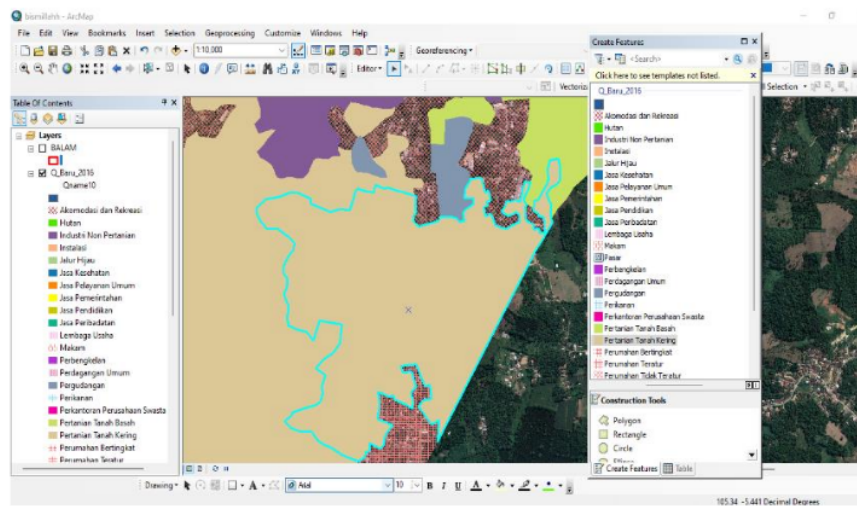 bismillahh - ArcMap
File Edit View Bookmarks Insert Selection Geoprocessing Customize Windows Help
1:10,000
Georeferencing
Editor
Vectoriz
l Selection
Table Of Contents
Layers
BALAM
Q_Baru_2016
Qname10
Akomodasi dan Rekreasi
Hutan
Industri Non Pertanian
Instalasi
Jalur Hijau
Jasa Kesehatan
Jasa Pelayanan Umum
Jasa Pemerintahan
Jasa Pendidikan
Jasa Peribadatan
Lembaga Usaha
Makam
Perbengkelan
Perdagangan Umum
Pergudangan
Perikanan
Perkantoran Perusahaan Swasta
Pertanian Tanah Basah
Pertanian Tanah Kering
Perumahan Bertingkat
Perumahan Teratur
Create Features
<Search>
Click here to see templates not listed.
Q_Baru_2016
Akomodasi dan Rekreasi
Hutan
Industri Non Pertanian
Instalasi
Jalur Hijau
Jasa Kesehatan
Jasa Pelayanan Umum
Jasa Pemerintahan
Jasa Pendidikan
Jasa Peribadatan
Lembaga Usaha
Makam
Pasar
Perbengkelan
Perdagangan Umum
Pergudangan
Perikanan
Perkantoran Perusahaan Swasta
Pertanian Tanah Basah
Pertanian Tanah Kering
Perumahan Bertingkat
Perumahan Teratur
Perumahan Tidak Teratur
Construction Tools
Polygon
Rectangle
Circle
Create Features Table
Drawing A Arial 10 B I U A
105.34 -5.441 Decimal Degrees